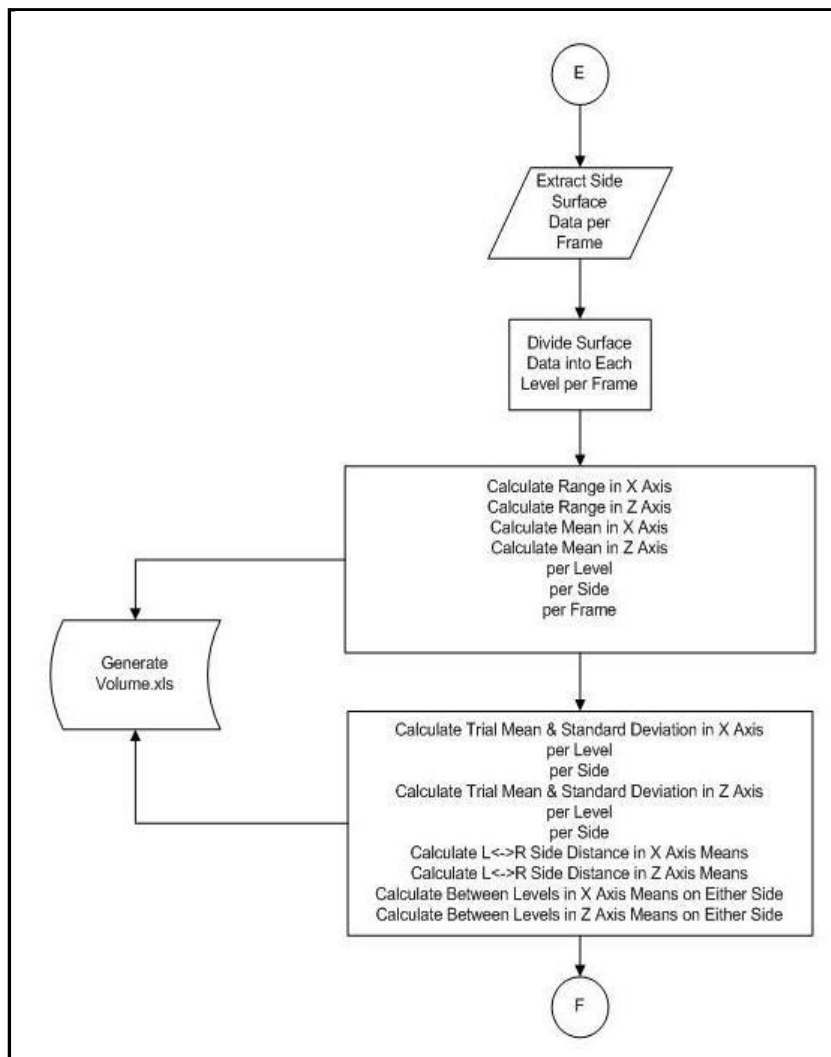 E
Extract Side
Surface
Data per
Frame
Divide Surface
Data into Each
Level per Frame
Calculate Range in X Axis
Calculate Range in Z Axis
Calculate Mean in X Axis
Calculate Mean in Z Axis
per Level
per Side
per Frame
Generate
Volume.xls
Calculate Trial Mean & Standard Deviation in X Axis
per Level
per Side
Calculate Trial Mean & Standard Deviation in Z Axis
per Level
per Side
Calculate L<->R Side Distance in X Axis Means
Calculate L<->R Side Distance in Z Axis Means
Calculate Between Levels in X Axis Means on Either Side
Calculate Between Levels in Z Axis Means on Either Side
F